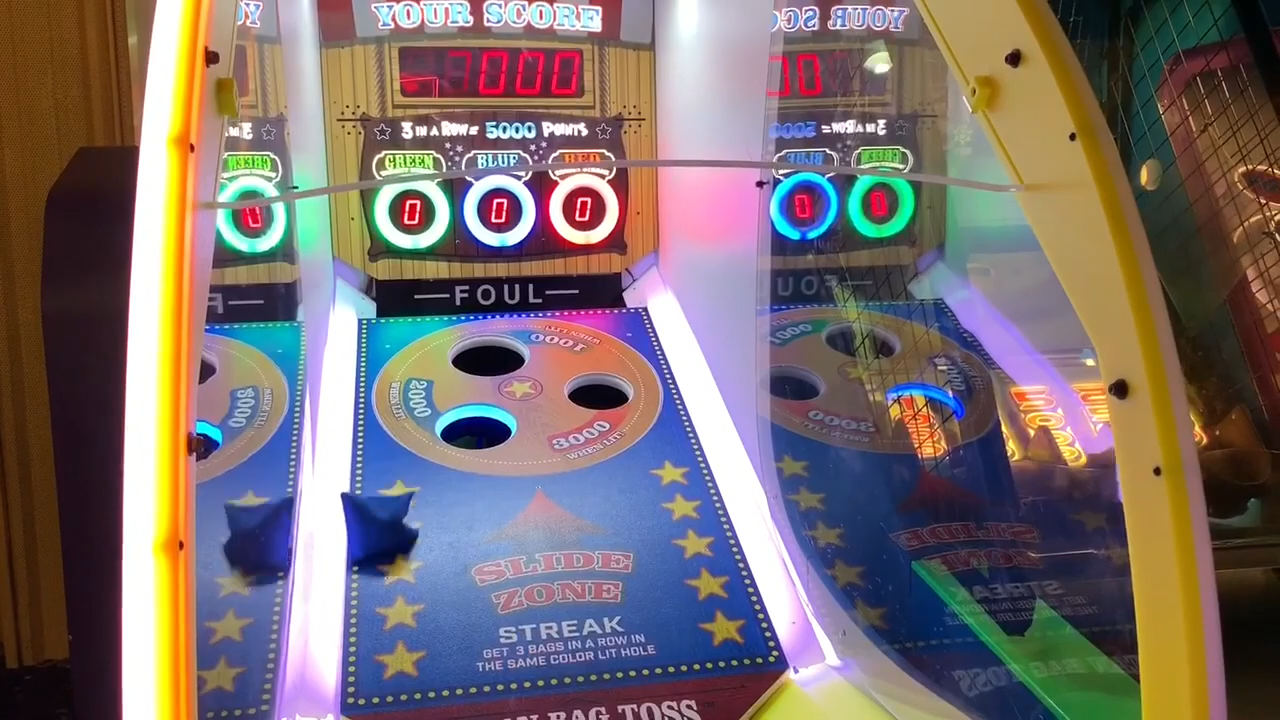 YOUR SCORE
7000
3 IN A ROW = 5000 POINTS
GREEN BLUE RED
0 0 0
—FOUL—
1000
WHEN LIT!
2000
WHEN LIT!
3000
WHEN LIT!
SLIDE
ZONE
STREAK
GET 3 BAGS IN A ROW IN
THE SAME COLOR LIT HOLE
BAG TOSS